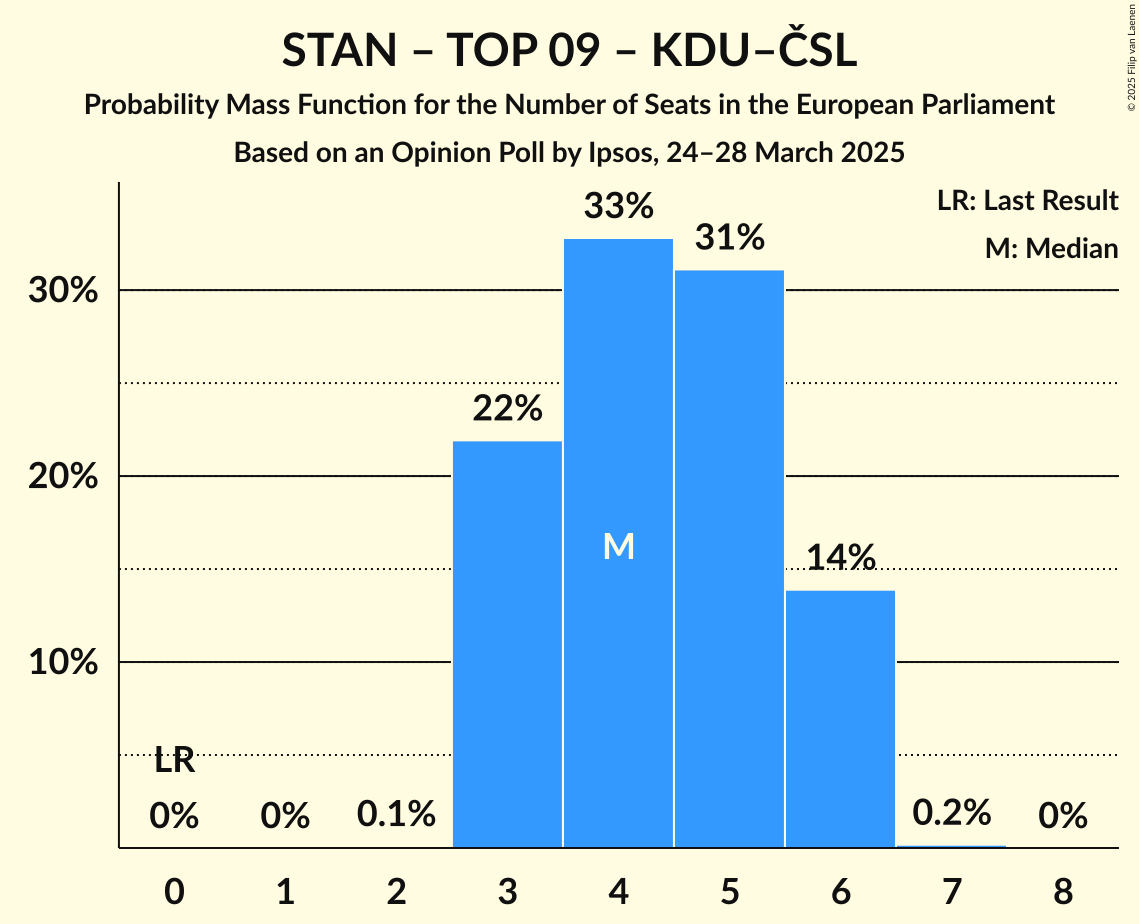 STAN – TOP 09 – KDU–ČSL
Probability Mass Function for the Number of Seats in the European Parliament
Based on an Opinion Poll by Ipsos, 24–28 March 2025
© 2025 Filip van Laenen
LR: Last Result
M: Median
33%
31%
30%
22%
20%
M
14%
10%
LR
0%
0%
0.1%
0.2%
0%
0 1 2 3 4 5 6 7 8